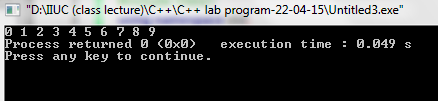 "D:\IIUC (class lecture)\C++\C++ lab program-22-04-15\Untitled3.exe"
0 1 2 3 4 5 6 7 8 9
Process returned 0 (0x0)   execution time : 0.049 s
Press any key to continue.